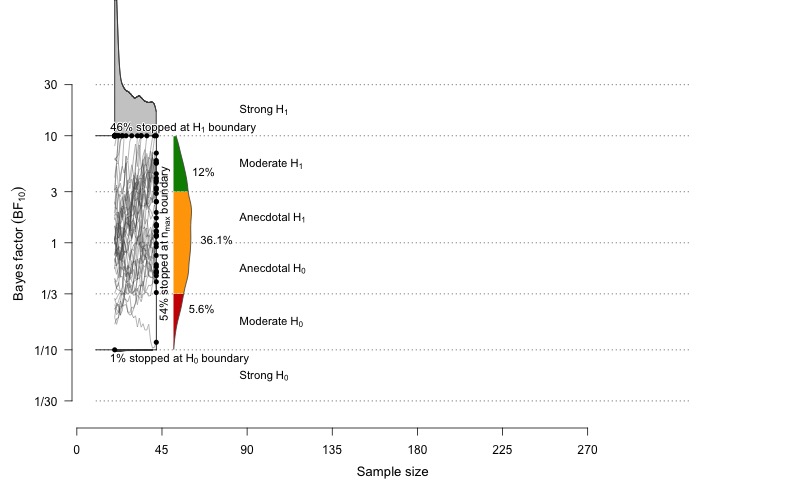 30
Strong H1
46% stopped at H1 boundary
10
Moderate H1
12%
3
Anecdotal H1
54% stopped at nmax boundary
36.1%
1
Anecdotal H0
1/3
5.6%
Moderate H0
1/10
1% stopped at H0 boundary
Strong H0
1/30
Bayes factor (BF10)
0 45 90 135 180 225 270
Sample size